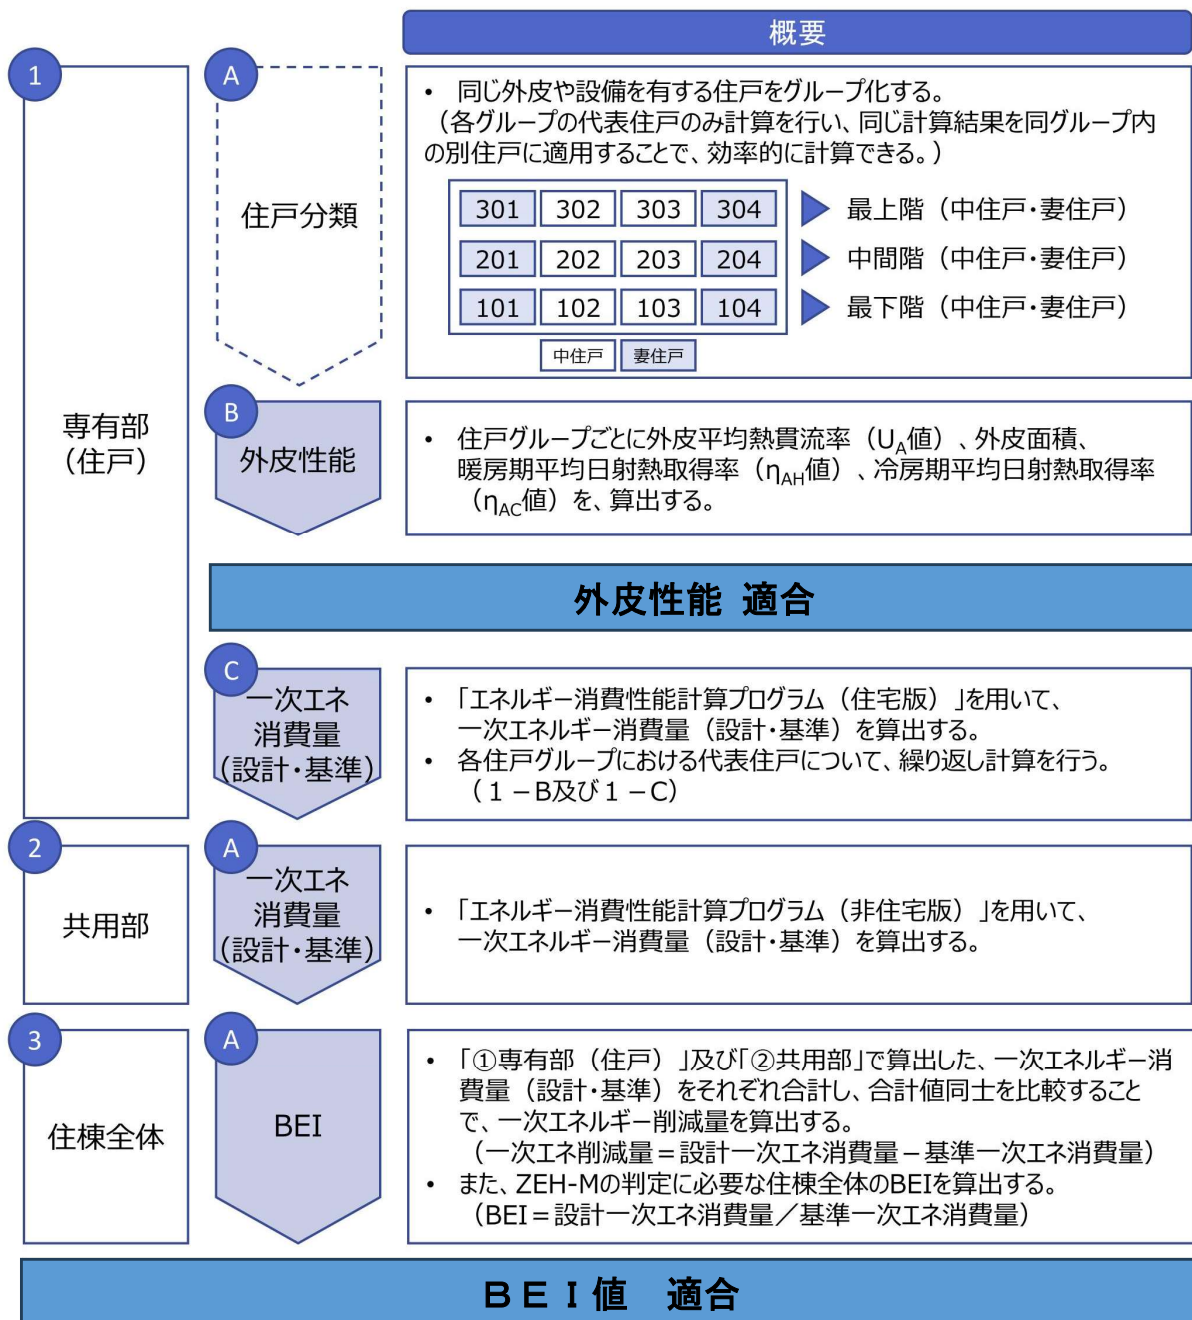 概要
1
専有部
（住戸）
A
住戸分類
• 同じ外皮や設備を有する住戸をグループ化する。
（各グループの代表住戸のみ計算を行い、同じ計算結果を同グループ内
の別住戸に適用することで、効率的に計算できる。）
301 302 303 304 最上階（中住戸・妻住戸）
201 202 203 204 中間階（中住戸・妻住戸）
101 102 103 104 最下階（中住戸・妻住戸）
中住戸 妻住戸
B
外皮性能
• 住戸グループごとに外皮平均熱貫流率（UA値）、外皮面積、
暖房期平均日射熱取得率（ηAH値）、冷房期平均日射熱取得率
（ηAC値）を、算出する。
外皮性能 適合
C
一次エネ
消費量
（設計・基準）
• 「エネルギー消費性能計算プログラム（住宅版）」を用いて、
一次エネルギー消費量（設計・基準）を算出する。
• 各住戸グループにおける代表住戸について、繰り返し計算を行う。
（１－B及び１－C）
2
共用部
A
一次エネ
消費量
（設計・基準）
• 「エネルギー消費性能計算プログラム（非住宅版）」を用いて、
一次エネルギー消費量（設計・基準）を算出する。
3
住棟全体
A
BEI
• 「①専有部（住戸）」及び「②共用部」で算出した、一次エネルギー消
費量（設計・基準）をそれぞれ合計し、合計値同士を比較すること
で、一次エネルギー削減量を算出する。
（一次エネ削減量＝設計一次エネ消費量－基準一次エネ消費量）
• また、ZEH-Mの判定に必要な住棟全体のBEIを算出する。
（BEI＝設計一次エネ消費量／基準一次エネ消費量）
ＢＥＩ値　適合